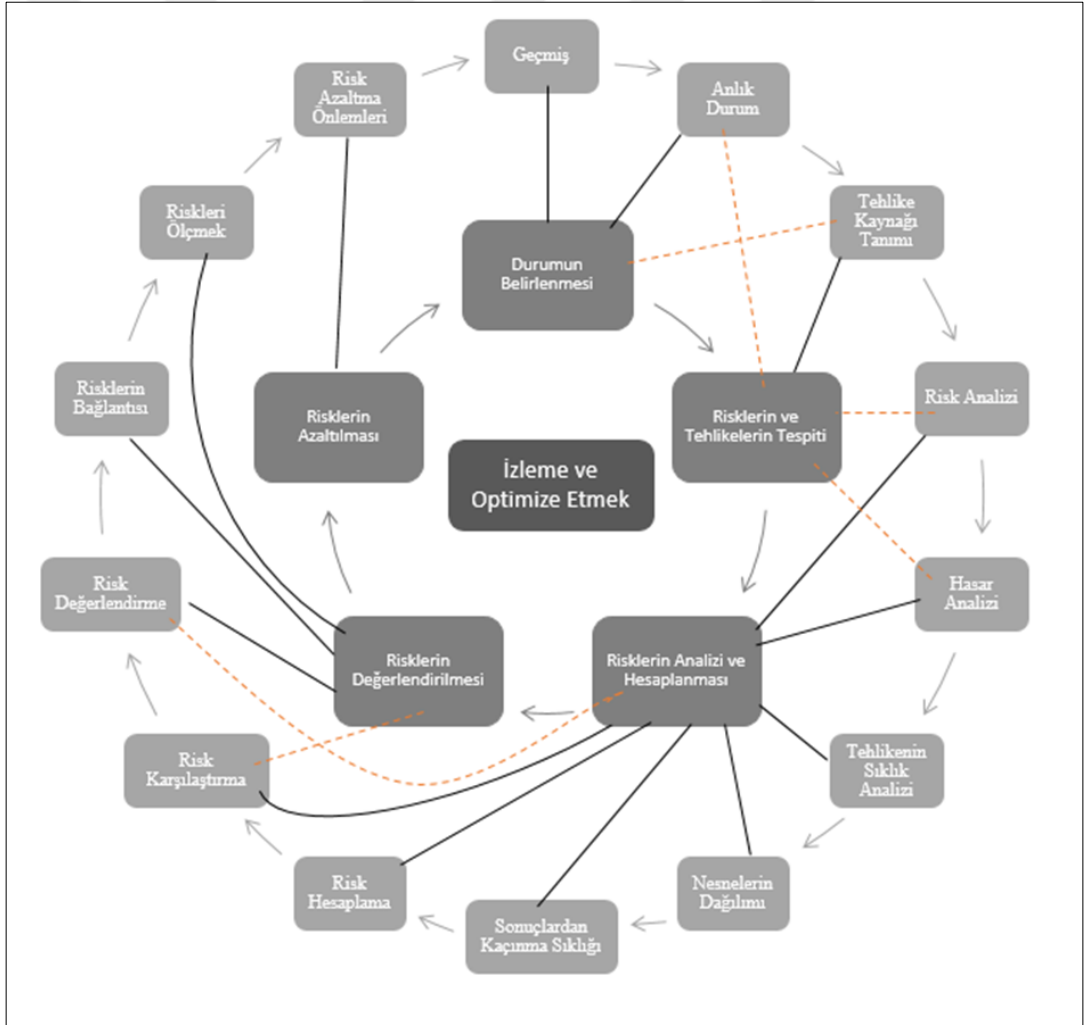 Geçmiş
Anlık
Durum
Tehlike
Kaynağı
Tanımı
Risk Analizi
Hasar
Analizi
Tehlikenin
Sıklık
Analizi
Nesnelerin
Dağılımı
Sonuçlardan
Kaçınma Sıklığı
Risk
Hesaplama
Risk
Karşılaştırma
Risk
Değerlendirme
Risklerin
Bağlantısı
Riskleri
Ölçmek
Risk
Azaltma
Önlemleri
Durumun
Belirlenmesi
Risklerin ve
Tehlikelerin Tespiti
Risklerin Analizi ve
Hesaplanması
Risklerin
Değerlendirilmesi
Risklerin
Azaltılması
İzleme ve
Optimize Etmek